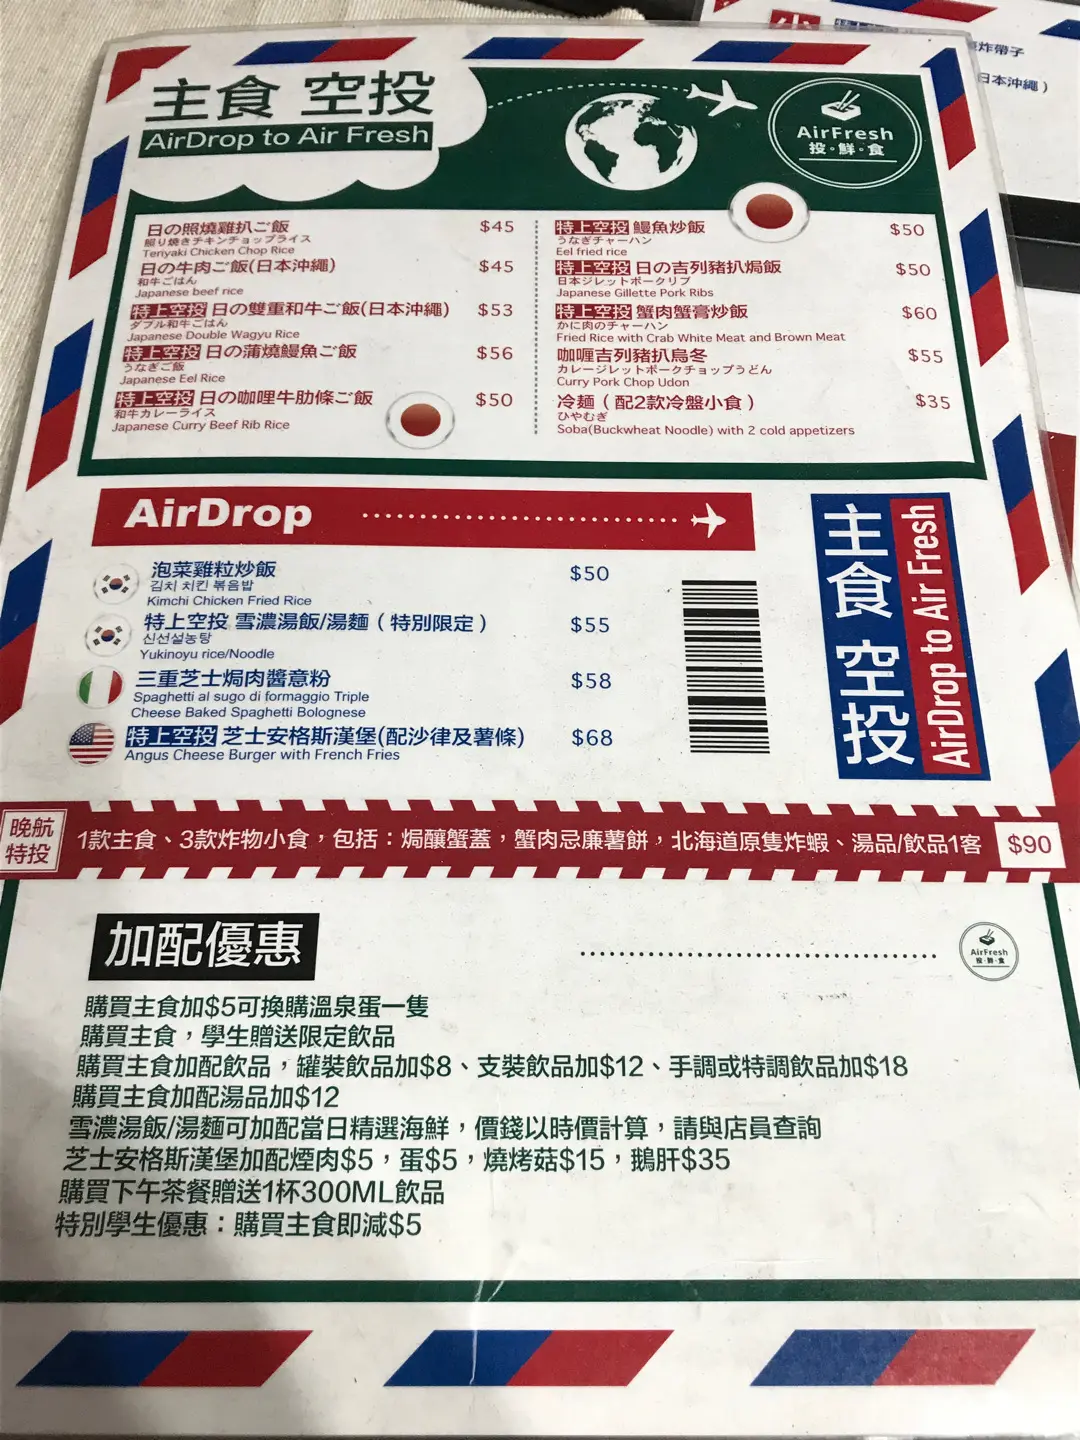 主食 空投
AirDrop to Air Fresh
AirFresh
投・鮮・食
日の照燒雞扒ご飯 $45
照り焼きチキンチョップライス
Teriyaki Chicken Chop Rice
日の牛肉ご飯(日本沖繩) $45
和牛ごはん
Japanese beef rice
特上空投 日の雙重和牛ご飯(日本沖繩) $53
ダブル和牛ごはん
Japanese Double Wagyu Rice
特上空投 日の蒲燒鰻魚ご飯 $56
うなぎご飯
Japanese Eel Rice
特上空投 日の咖哩牛肋條ご飯 $50
和牛カレーライス
Japanese Curry Beef Rib Rice
特上空投 鰻魚炒飯 $50
うなぎチャーハン
Eel fried rice
特上空投 日の吉列豬扒焗飯 $50
日本ジレットポークリブ
Japanese Gillette Pork Ribs
特上空投 蟹肉蟹膏炒飯 $60
かに肉のチャーハン
Fried Rice with Crab White Meat and Brown Meat
咖喱吉列豬扒烏冬 $55
カレージレットポークチョップうどん
Curry Pork Chop Udon
冷麵（配2款冷盤小食） $35
ひやむぎ
Soba(Buckwheat Noodle) with 2 cold appetizers
AirDrop
泡菜雞粒炒飯 $50
김치 치킨 볶음밥
Kimchi Chicken Fried Rice
特上空投 雪濃湯飯/湯麵（特別限定） $55
신선설농탕
Yukinoyu rice/Noodle
三重芝士焗肉醬意粉 $58
Spaghetti al sugo di formaggio Triple
Cheese Baked Spaghetti Bolognese
特上空投 芝士安格斯漢堡(配沙律及薯條) $68
Angus Cheese Burger with French Fries
主食 空投
AirDrop to Air Fresh
晚航
特投
1款主食、3款炸物小食，包括：焗釀蟹蓋，蟹肉忌廉薯餅，北海道原隻炸蝦、湯品/飲品1客 $90
加配優惠
AirFresh
投・鮮・食
購買主食加$5可換購溫泉蛋一隻
購買主食，學生贈送限定飲品
購買主食加配飲品，罐裝飲品加$8、支裝飲品加$12、手調或特調飲品加$18
購買主食加配湯品加$12
雪濃湯飯/湯麵可加配當日精選海鮮，價錢以時價計算，請與店員查詢
芝士安格斯漢堡加配煙肉$5，蛋$5，燒烤菇$15，鵝肝$35
購買下午茶餐贈送1杯300ML飲品
特別學生優惠：購買主食即減$5
炸帶子
日本沖繩）